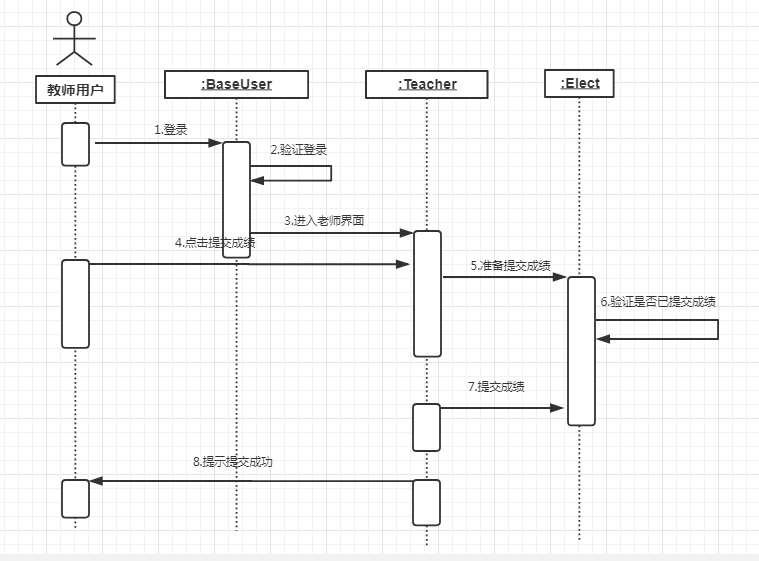 教师用户
:BaseUser
:Teacher
:Elect
1.登录
2.验证登录
3.进入老师界面
4.点击提交成绩
5.准备提交成绩
6.验证是否已提交成绩
7.提交成绩
8.提示提交成功